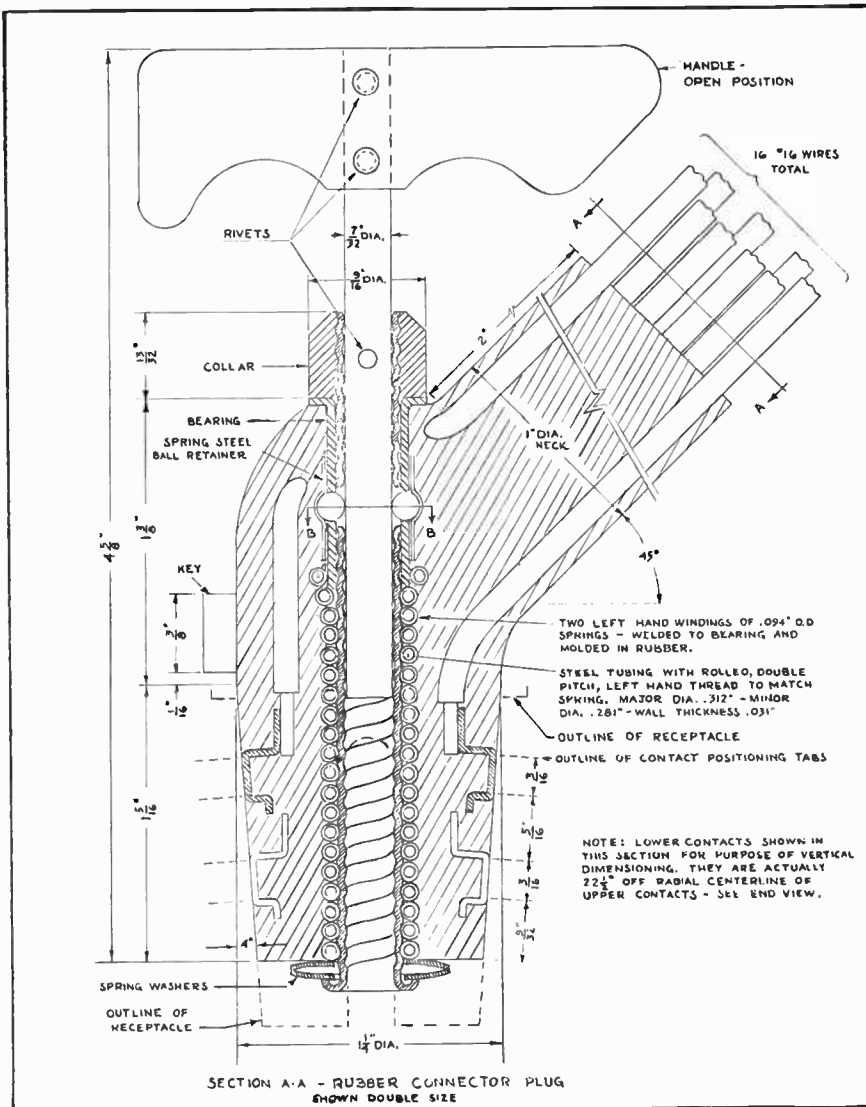 HANDLE -
OPEN POSITION
16 #16 WIRES
TOTAL
A
RIVETS
7/32" DIA.
9/16" DIA.
2"
13/32"
COLLAR
A
BEARING
SPRING STEEL
BALL RETAINER
1" DIA.
NECK
B
B
4 5/8"
1 3/8"
45°
KEY
3/8"
TWO LEFT HAND WINDINGS OF .094" O.D
SPRINGS - WELDED TO BEARING AND
MOLDED IN RUBBER.
STEEL TUBING WITH ROLLED, DOUBLE
PITCH, LEFT HAND THREAD TO MATCH
SPRING. MAJOR DIA. .312" - MINOR
DIA. .281" - WALL THICKNESS .031"
1/16"
OUTLINE OF RECEPTACLE
OUTLINE OF CONTACT POSITIONING TABS
3/16
1 5/16"
5/16"
NOTE: LOWER CONTACTS SHOWN IN
THIS SECTION FOR PURPOSE OF VERTICAL
DIMENSIONING. THEY ARE ACTUALLY
22 1/2° OFF RADIAL CENTERLINE OF
UPPER CONTACTS - SEE END VIEW.
3/16
9/32"
4°
SPRING WASHERS
OUTLINE OF
RECEPTACLE
1 1/4" DIA.
SECTION A-A - RUBBER CONNECTOR PLUG
SHOWN DOUBLE SIZE